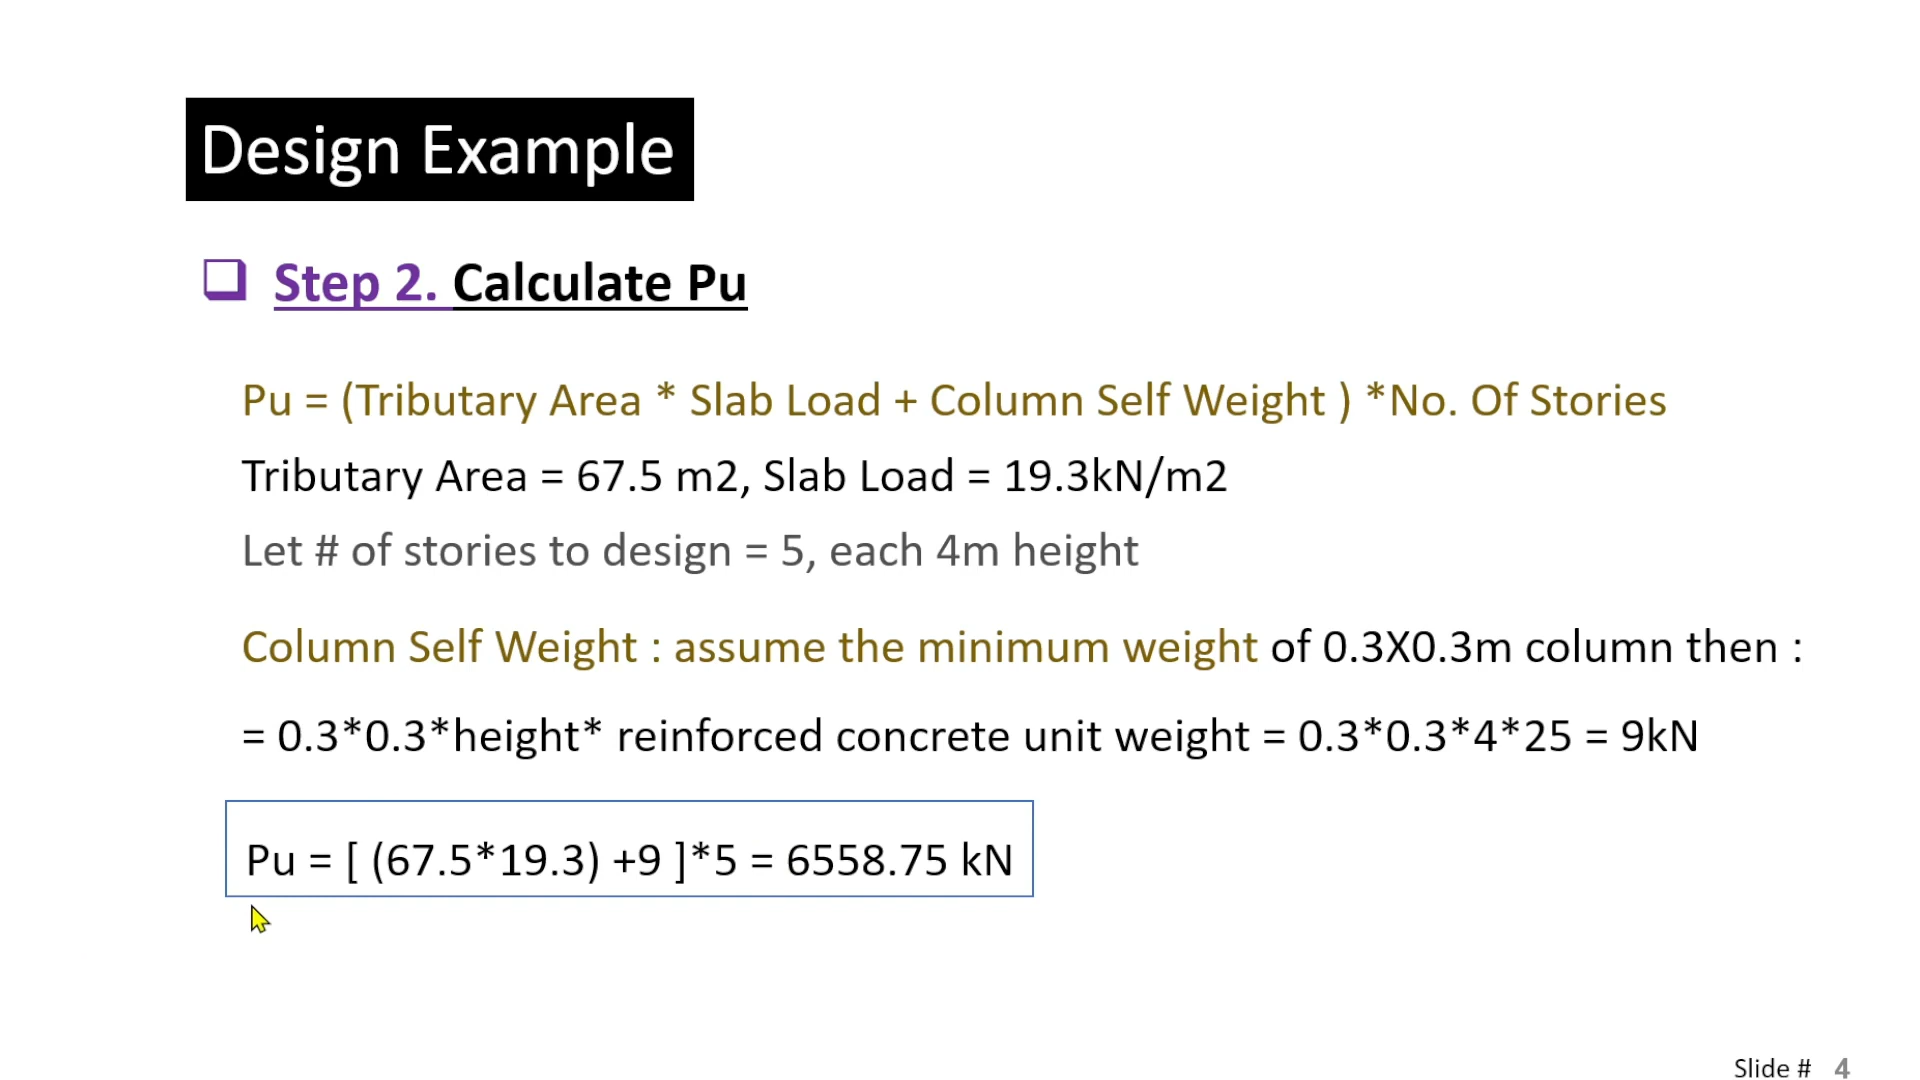 Design Example
Step 2. Calculate Pu
Pu = (Tributary Area * Slab Load + Column Self Weight ) *No. Of Stories
Tributary Area = 67.5 m2, Slab Load = 19.3kN/m2
Let # of stories to design = 5, each 4m height
Column Self Weight : assume the minimum weight of 0.3X0.3m column then :
= 0.3*0.3*height* reinforced concrete unit weight = 0.3*0.3*4*25 = 9kN
Pu = [ (67.5*19.3) +9 ]*5 = 6558.75 kN
Slide # 4